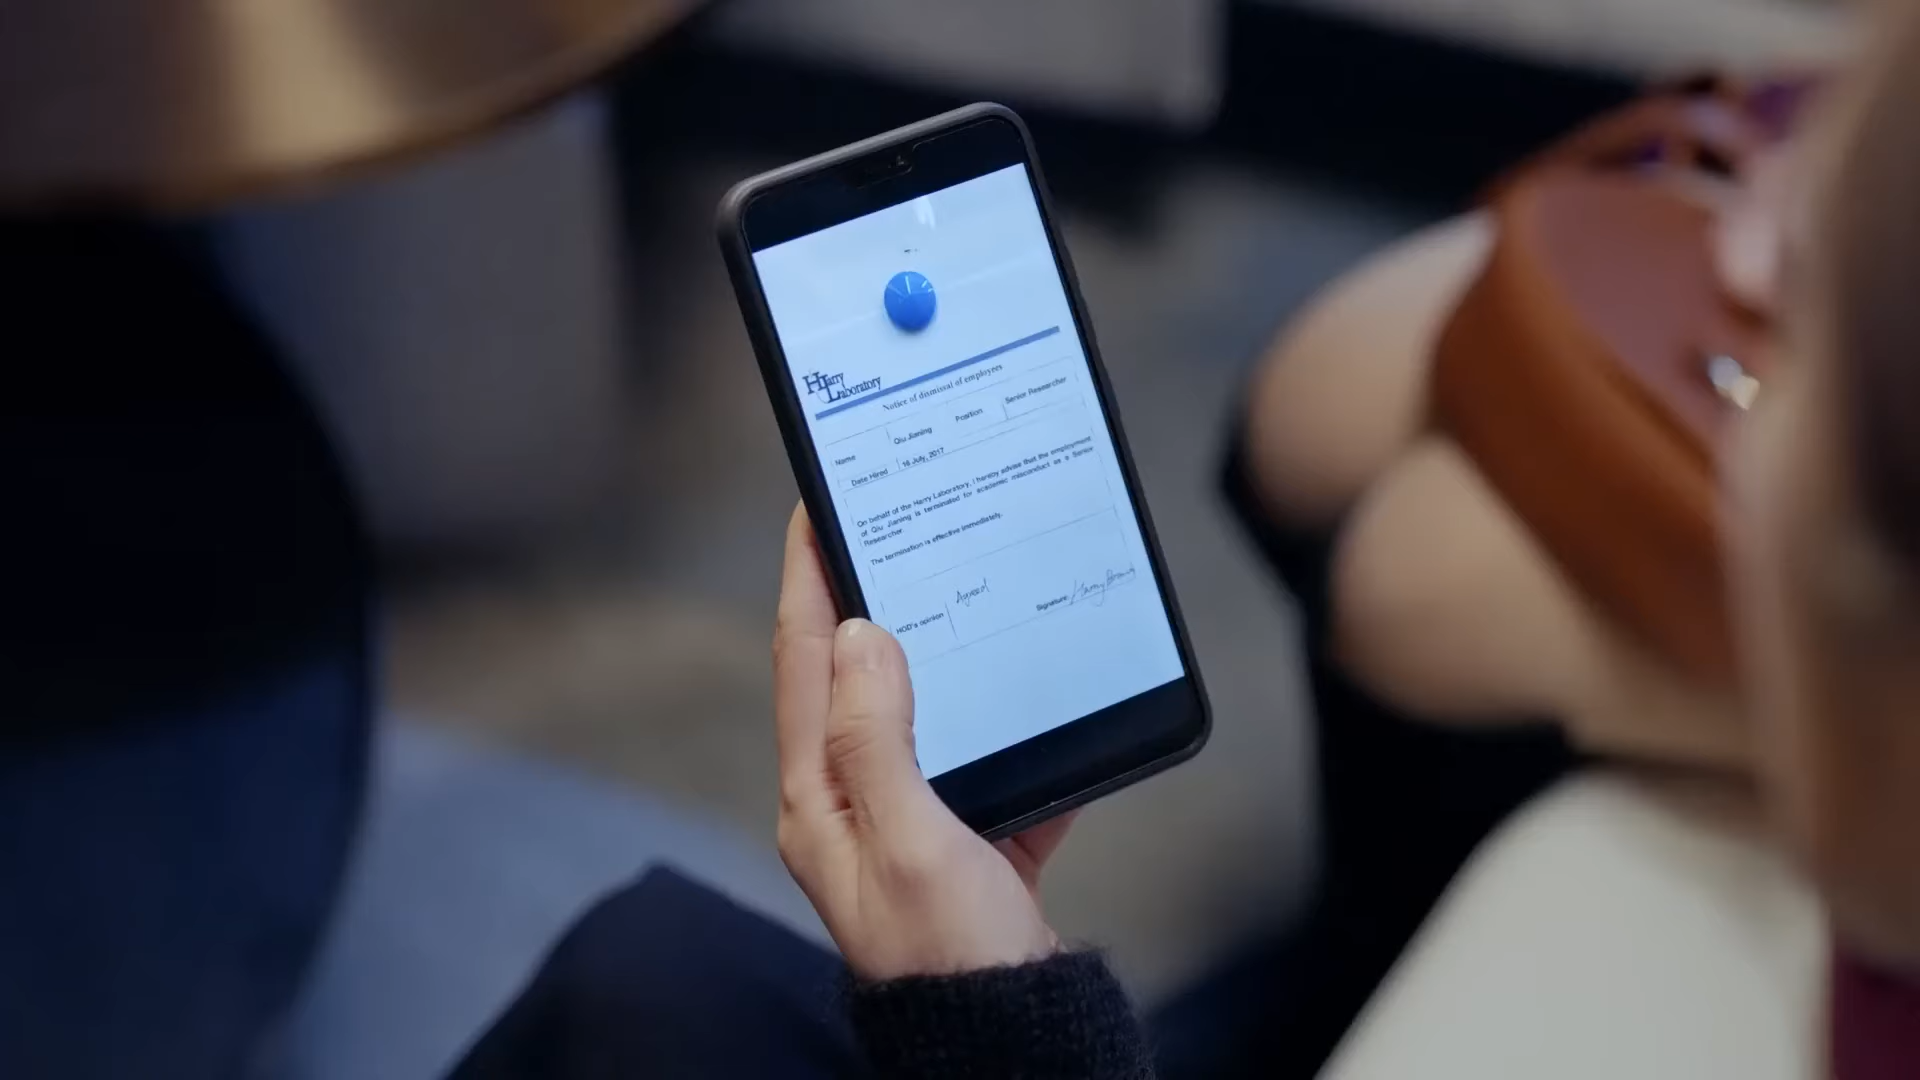 Harry
Laboratory
Notice of dismissal of employees
Name Qiu Jianing Position Senior Researcher
Date Hired 16 July, 2017
On behalf of the Harry Laboratory, I hereby advise that the employment
of Qiu Jianing is terminated for academic misconduct as a Senior
Researcher
The termination is effective immediately.
HOD's opinion Agreed Signature: Harry Brown